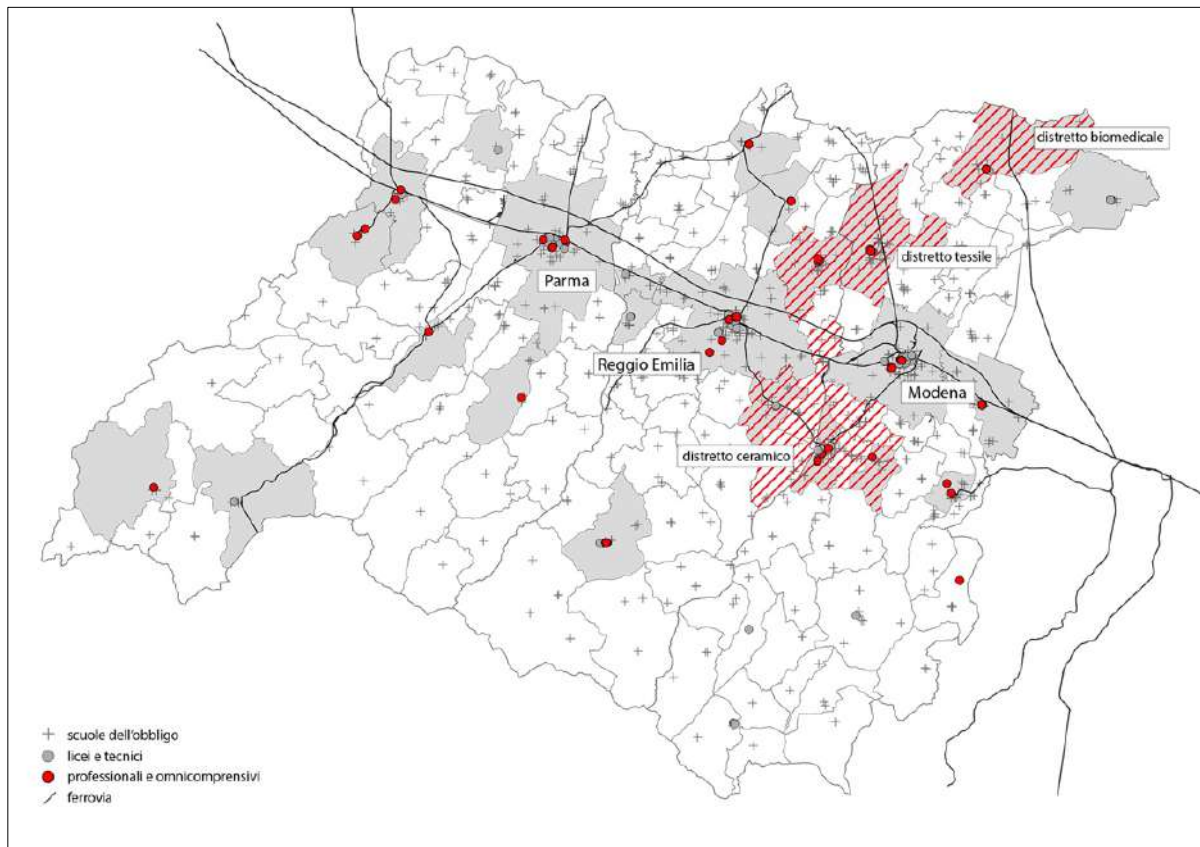 distretto biomedicale
distretto tessile
Parma
Reggio Emilia
Modena
distretto ceramico
scuole dell'obbligo
licei e tecnici
professionali e omnicomprensivi
ferrovia